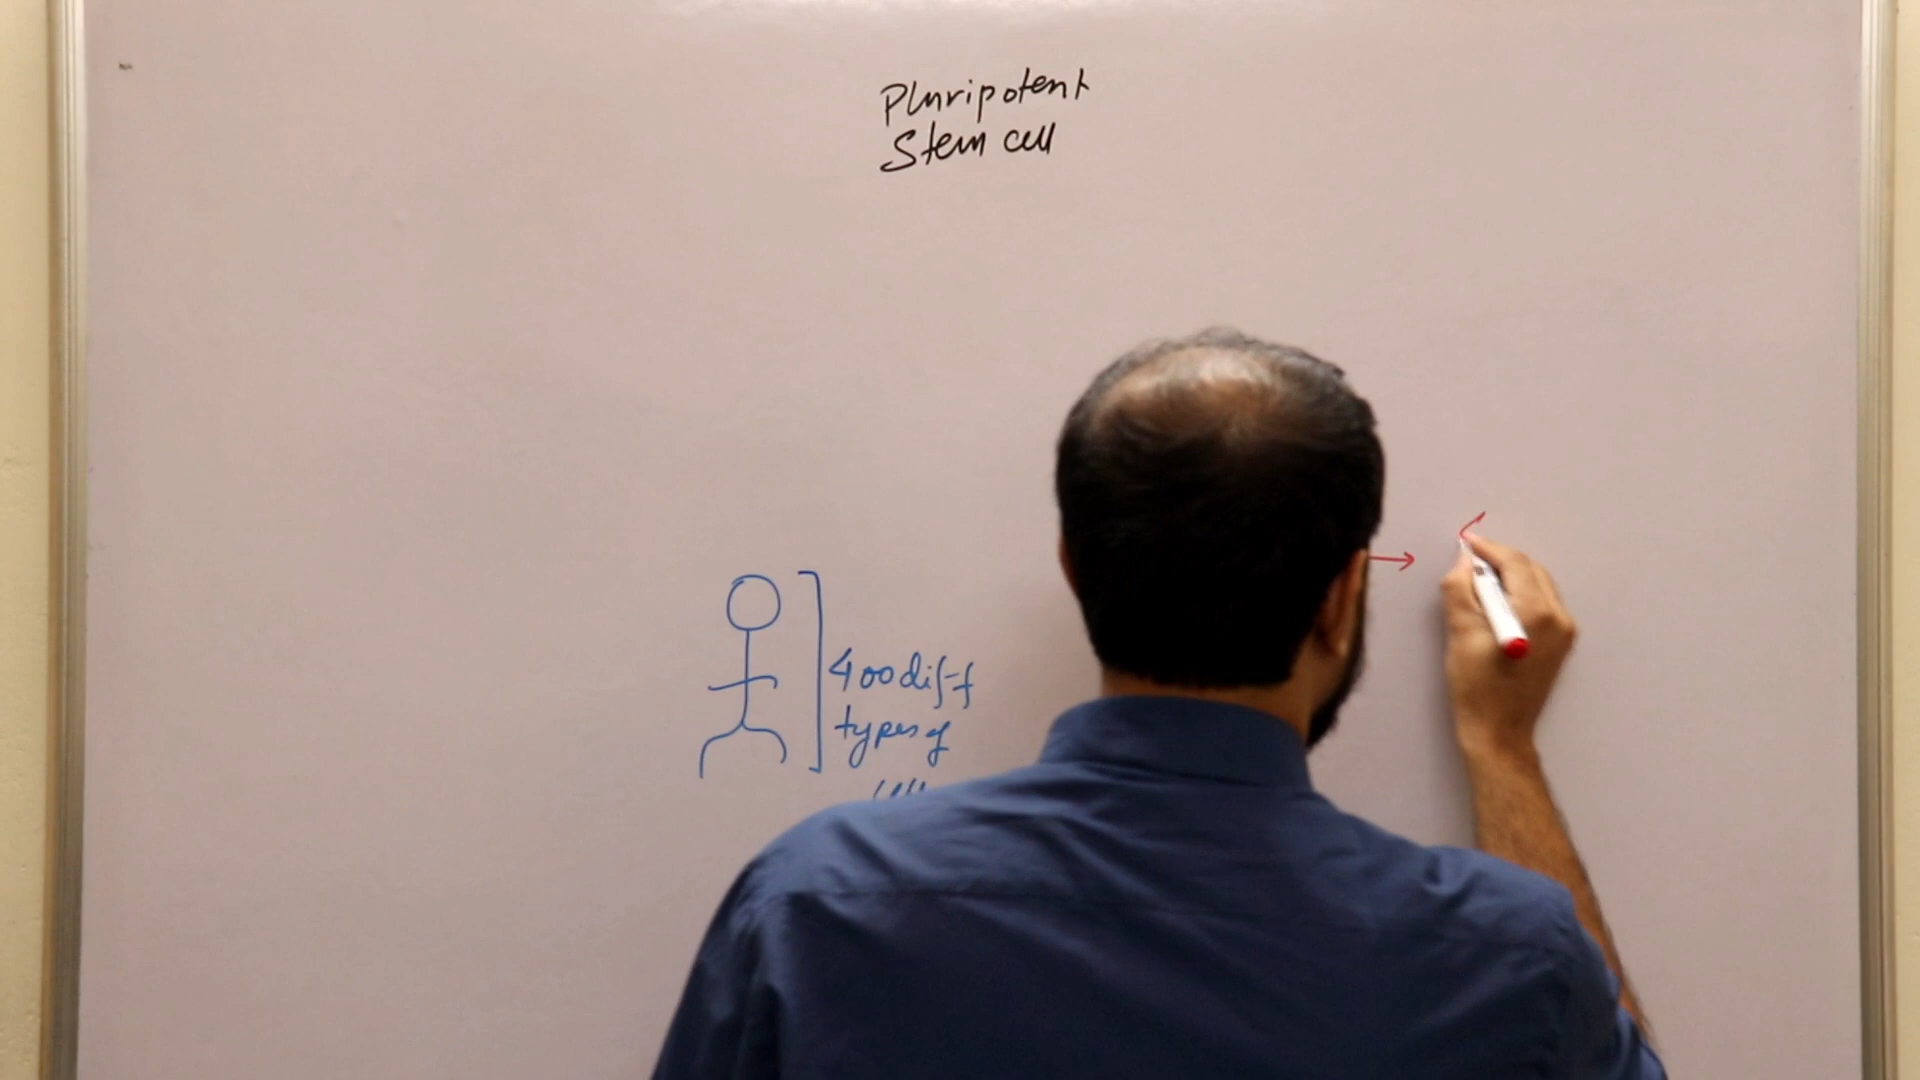 Pluripotent
Stem cell
400 diff
types of